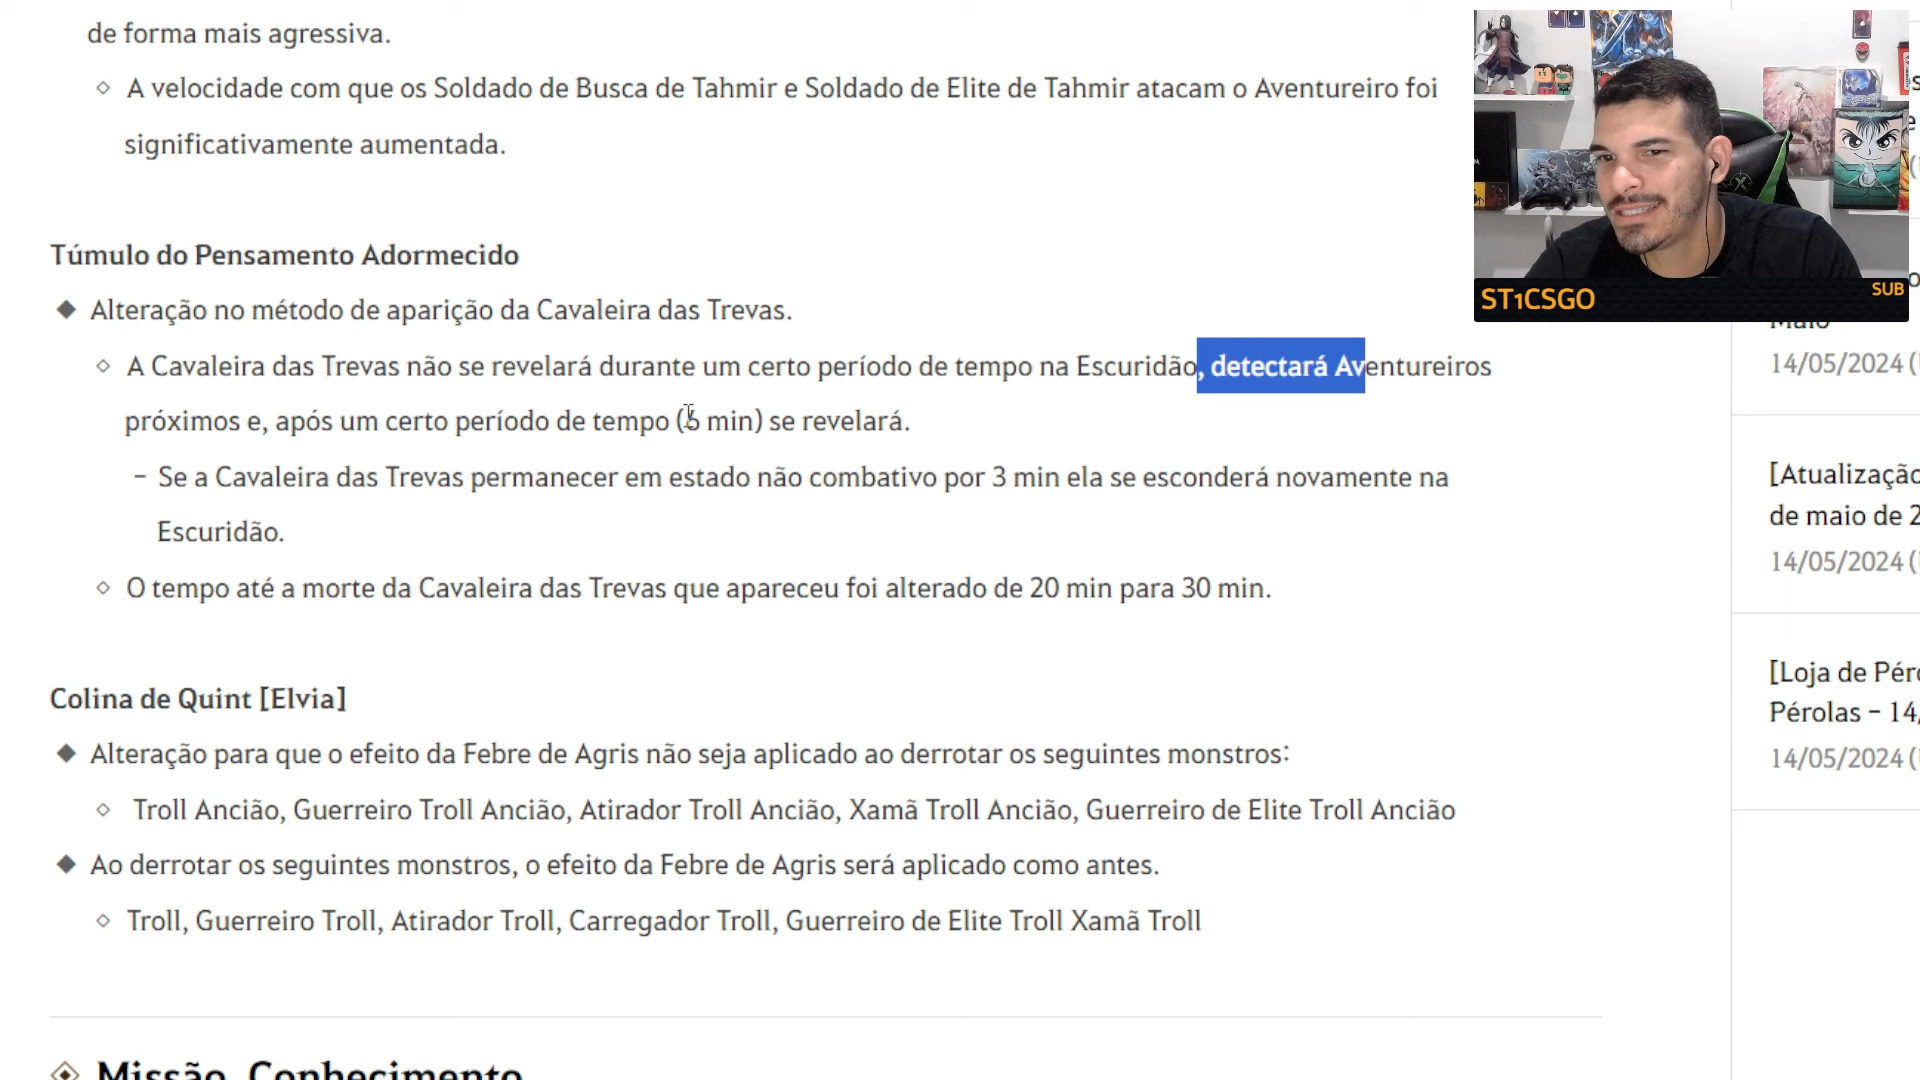 de forma mais agressiva.
◇ A velocidade com que os Soldado de Busca de Tahmir e Soldado de Elite de Tahmir atacam o Aventureiro foi
significativamente aumentada.
Túmulo do Pensamento Adormecido
◆ Alteração no método de aparição da Cavaleira das Trevas.
◇ A Cavaleira das Trevas não se revelará durante um certo período de tempo na Escuridão, detectará Aventureiros
próximos e, após um certo período de tempo (5 min) se revelará.
– Se a Cavaleira das Trevas permanecer em estado não combativo por 3 min ela se esconderá novamente na
Escuridão.
◇ O tempo até a morte da Cavaleira das Trevas que apareceu foi alterado de 20 min para 30 min.
Colina de Quint [Elvia]
◆ Alteração para que o efeito da Febre de Agris não seja aplicado ao derrotar os seguintes monstros:
◇ Troll Ancião, Guerreiro Troll Ancião, Atirador Troll Ancião, Xamã Troll Ancião, Guerreiro de Elite Troll Ancião
◆ Ao derrotar os seguintes monstros, o efeito da Febre de Agris será aplicado como antes.
◇ Troll, Guerreiro Troll, Atirador Troll, Carregador Troll, Guerreiro de Elite Troll Xamã Troll
Missão, Conhecimento
ST1CSGO
SUB
Maio
14/05/2024 (
[Atualização
de maio de 2
14/05/2024 (
[Loja de Péro
Pérolas – 14/
14/05/2024 (